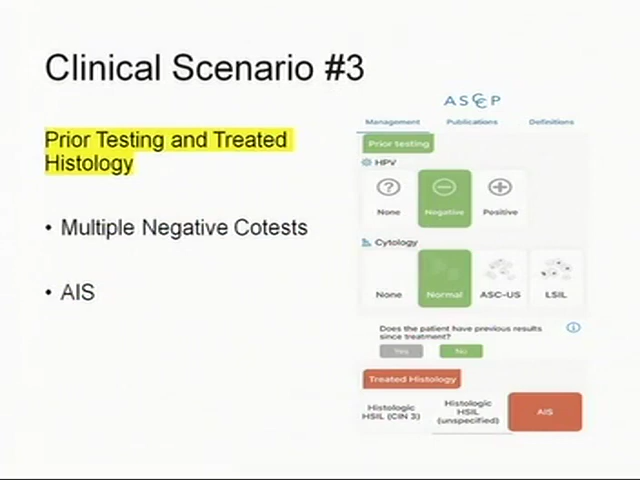 Clinical Scenario #3
Prior Testing and Treated
Histology
• Multiple Negative Cotests
• AIS
ASCCP
Management Publications Definitions
Prior testing
HPV
None Negative Positive
Cytology
None Normal ASC-US LSIL
Does the patient have previous results
since treatment?
Yes No
Treated Histology
Histologic
HSIL (CIN 3)
Histologic
HSIL
(unspecified)
AIS